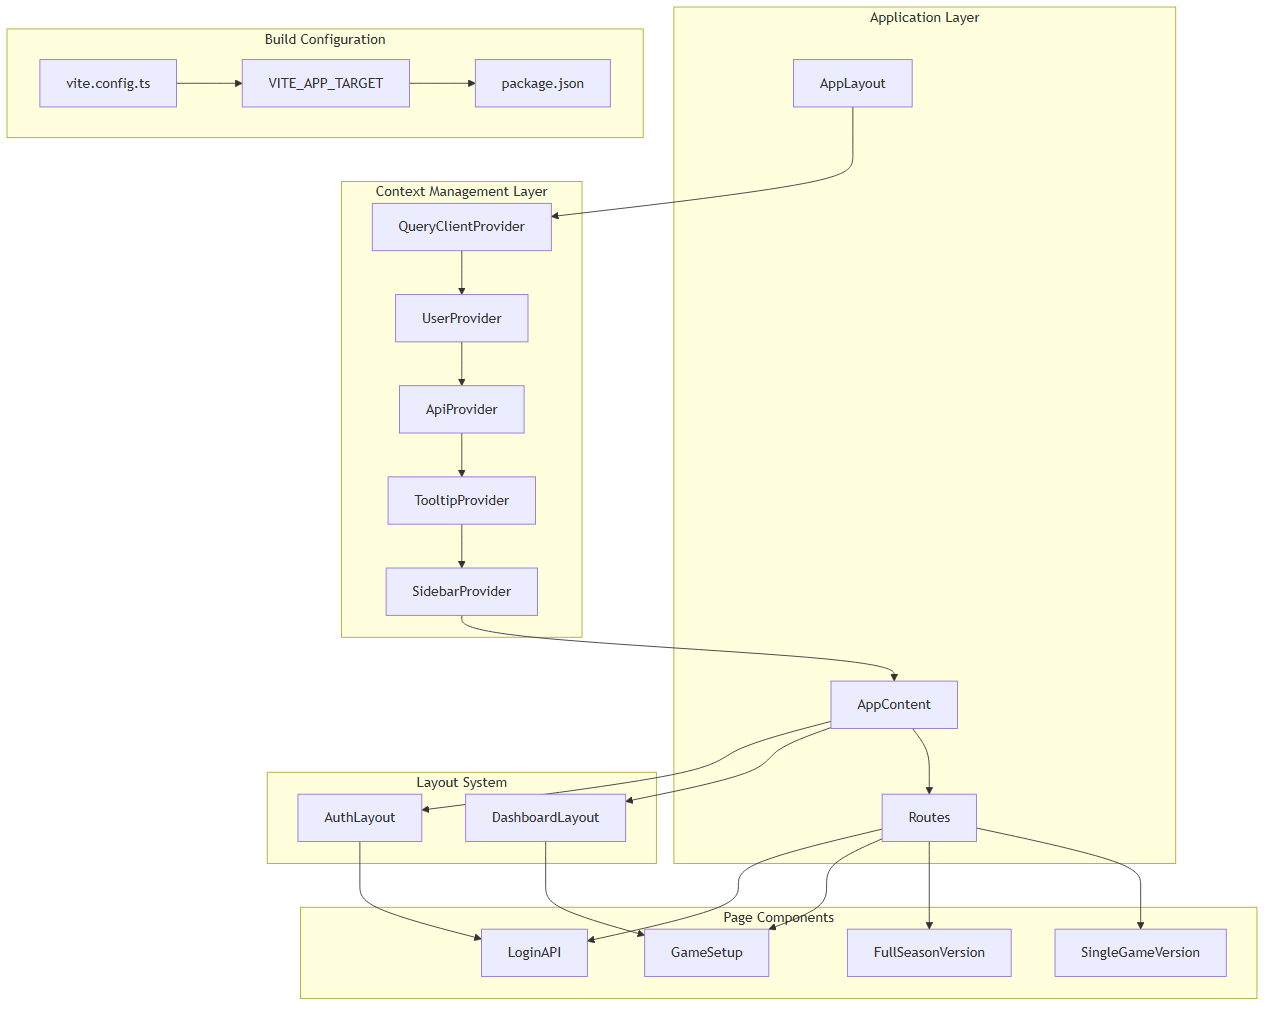 Application Layer
Build Configuration
vite.config.ts
VITE_APP_TARGET
package.json
AppLayout
Context Management Layer
QueryClientProvider
UserProvider
ApiProvider
TooltipProvider
SidebarProvider
AppContent
Layout System
AuthLayout
DashboardLayout
Routes
Page Components
LoginAPI
GameSetup
FullSeasonVersion
SingleGameVersion